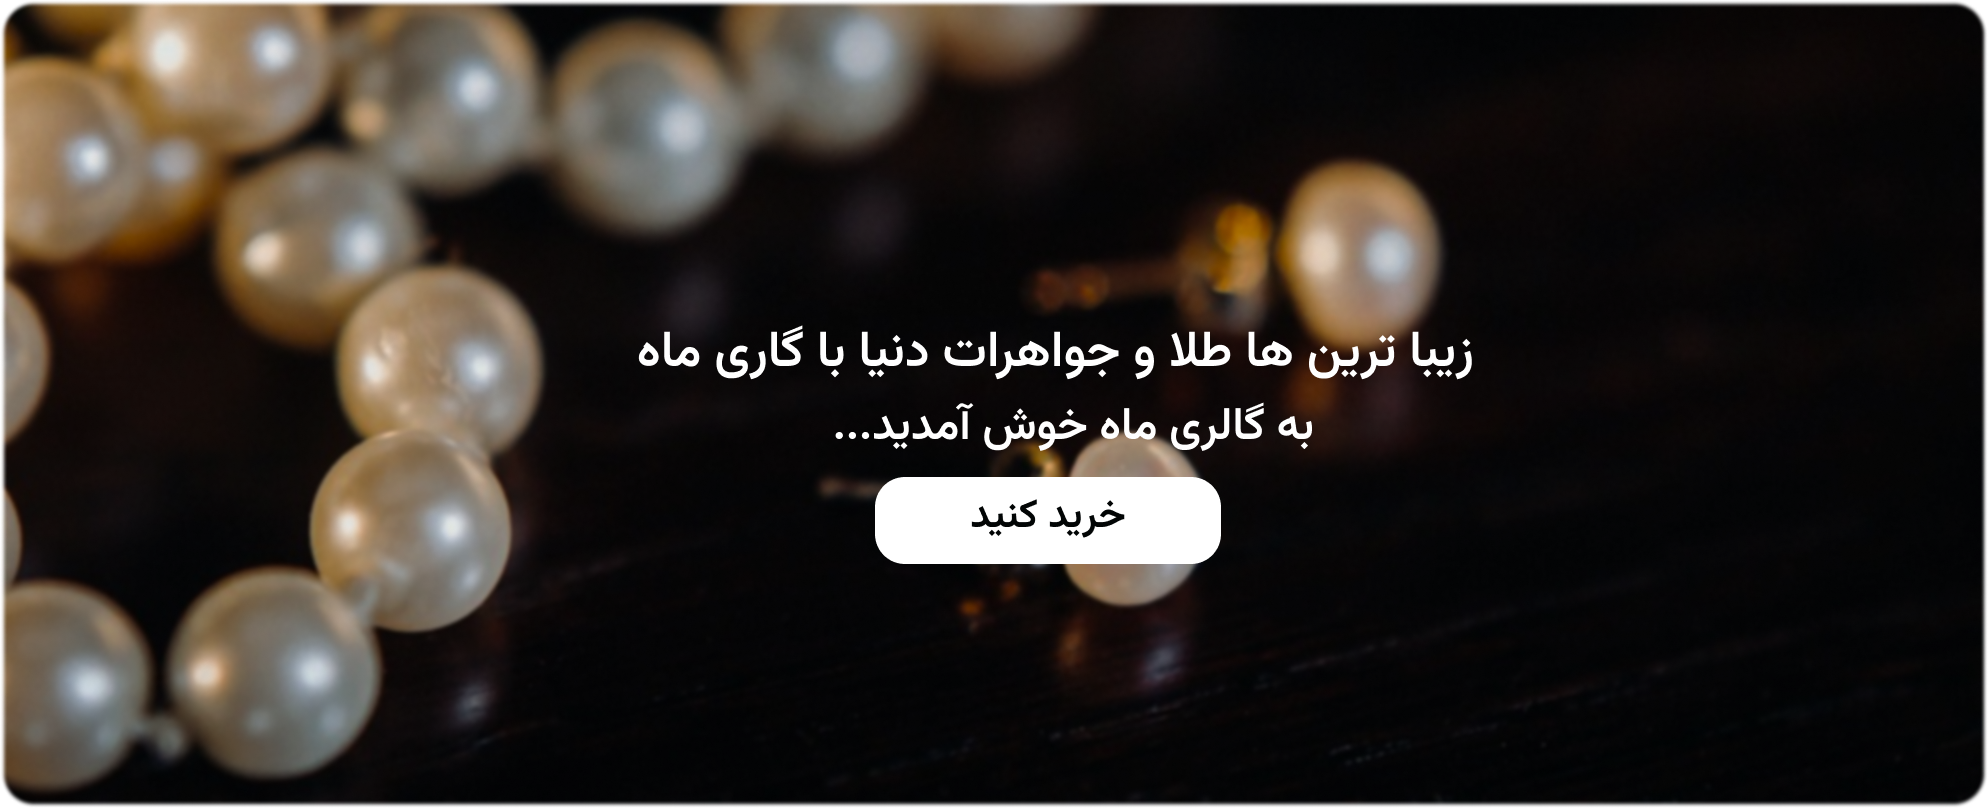 زیبا ترین ها طلا و جواهرات دنیا با گاری ماه
به گالری ماه خوش آمدید...
خرید کنید